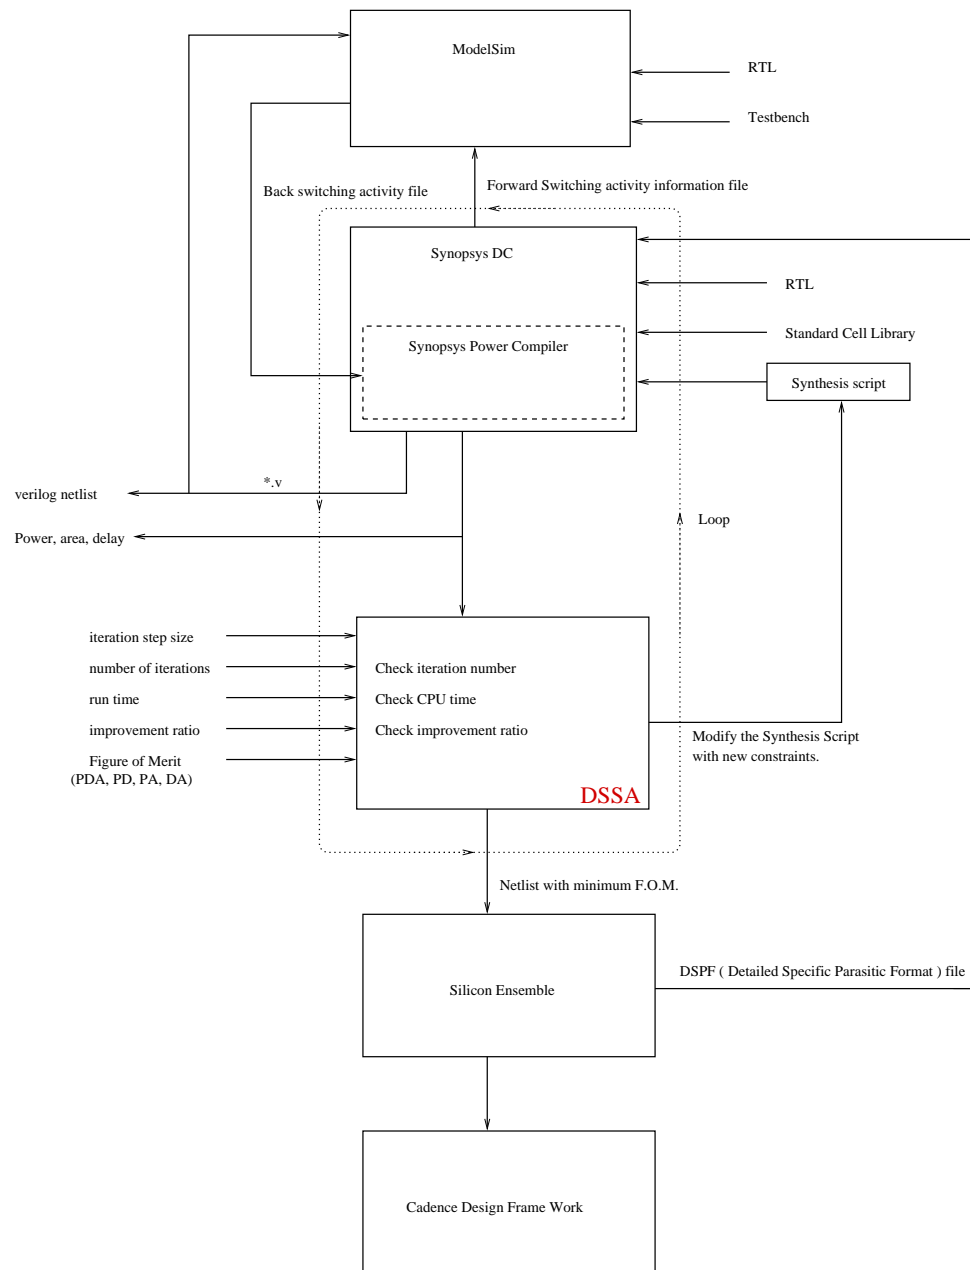 ModelSim
RTL
Testbench
Back switching activity file
Forward Switching activity information file
Synopsys DC
RTL
Standard Cell Library
Synopsys Power Compiler
Synthesis script
*.v
verilog netlist
Loop
Power, area, delay
iteration step size
number of iterations
Check iteration number
run time
Check CPU time
improvement ratio
Check improvement ratio
Modify the Synthesis Script
with new constraints.
Figure of Merit
(PDA, PD, PA, DA)
DSSA
Netlist with minimum F.O.M.
DSPF ( Detailed Specific Parasitic Format ) file
Silicon Ensemble
Cadence Design Frame Work